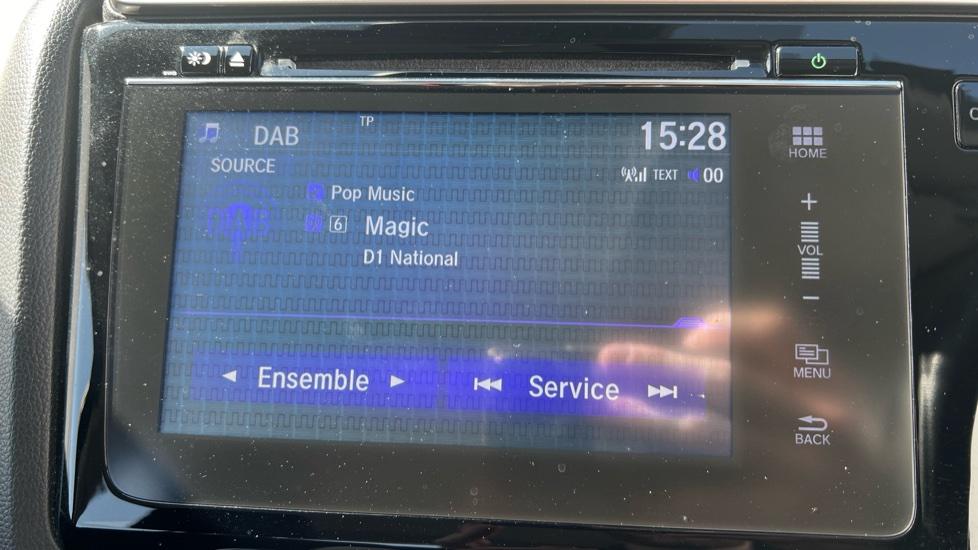 TP
DAB
15:28
SOURCE
TEXT 00
Pop Music
6 Magic
D1 National
Ensemble
Service
HOME
+
VOL
−
MENU
BACK